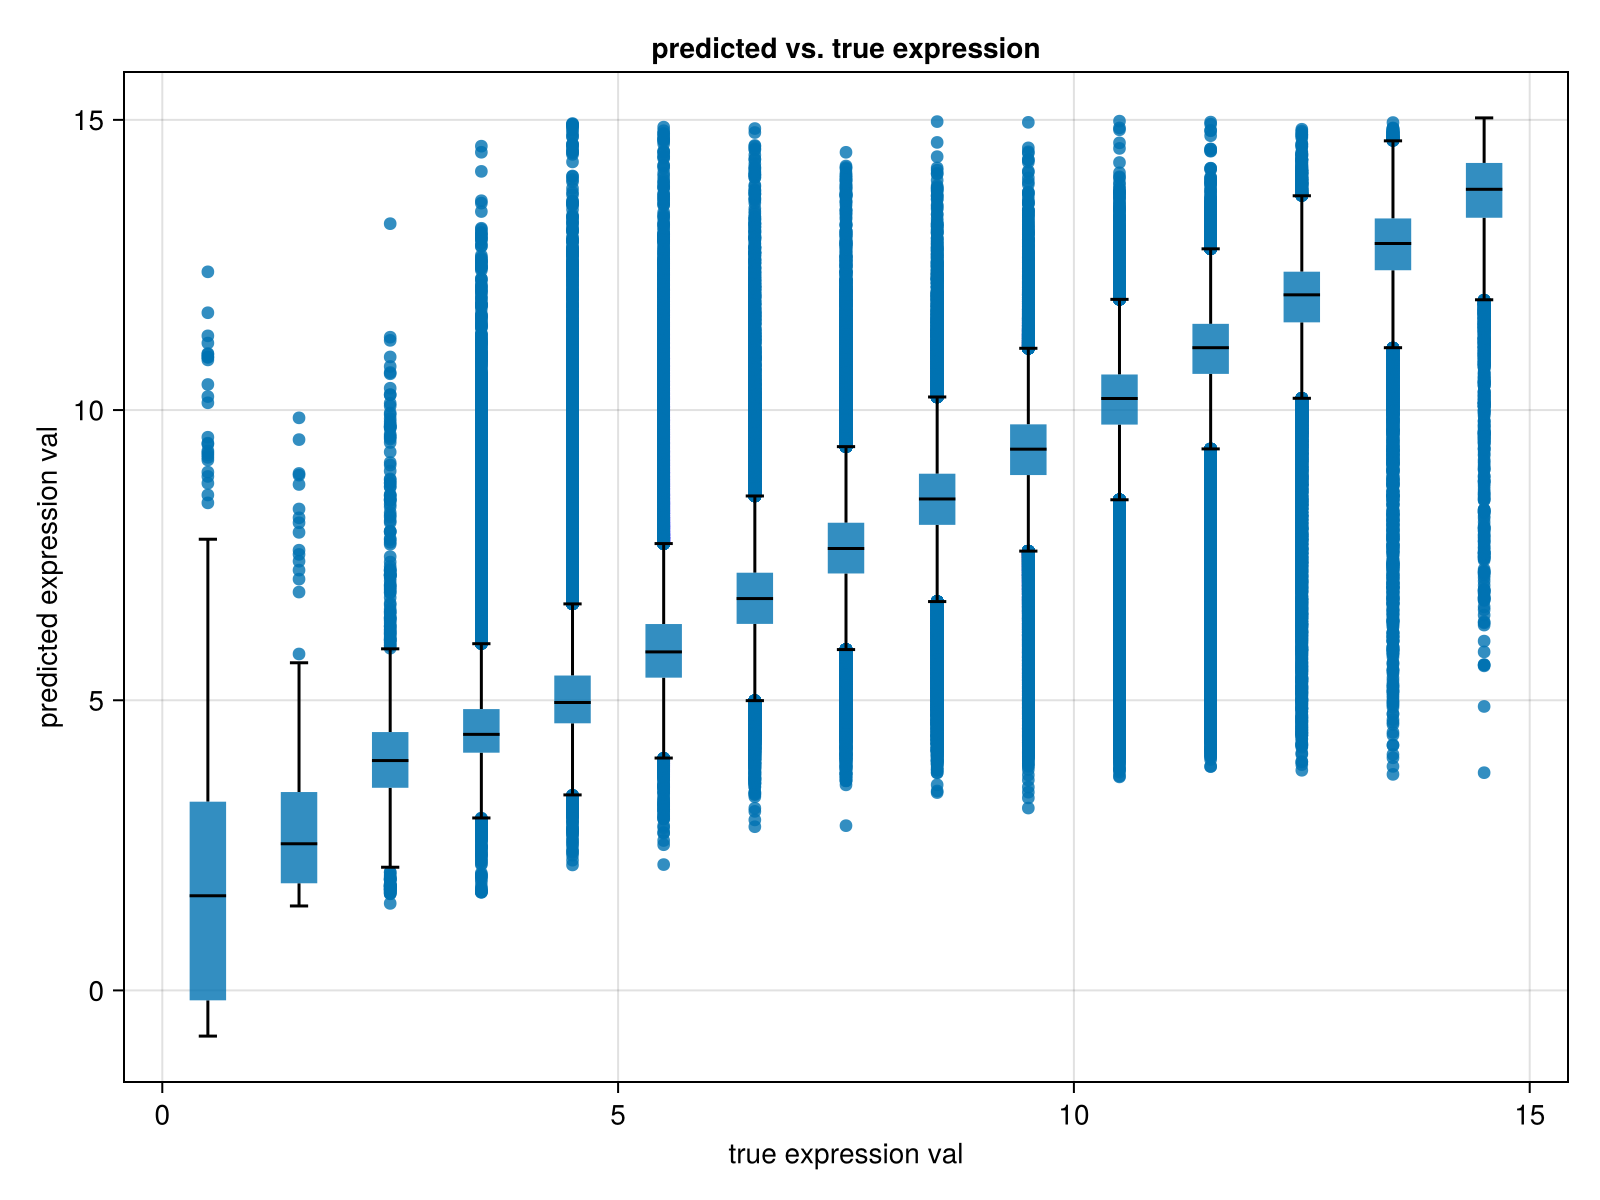 predicted vs. true expression
15
10
5
0
predicted expression val
0 5 10 15
true expression val